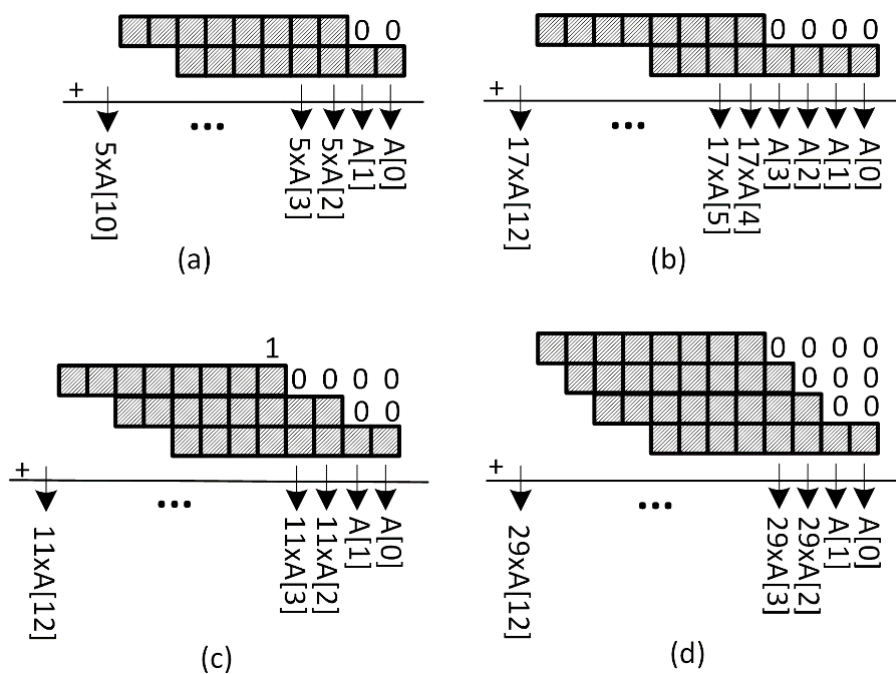 0 0
+
5xA[10]
...
5xA[3]
5xA[2]
A[1]
A[0]
(a)
0 0 0 0
+
17xA[12]
...
17xA[5]
17xA[4]
A[3]
A[2]
A[1]
A[0]
(b)
1
0 0 0 0
0 0
+
11xA[12]
...
11xA[3]
11xA[2]
A[1]
A[0]
(c)
0 0 0 0
0 0 0
0 0
+
29xA[12]
...
29xA[3]
29xA[2]
A[1]
A[0]
(d)